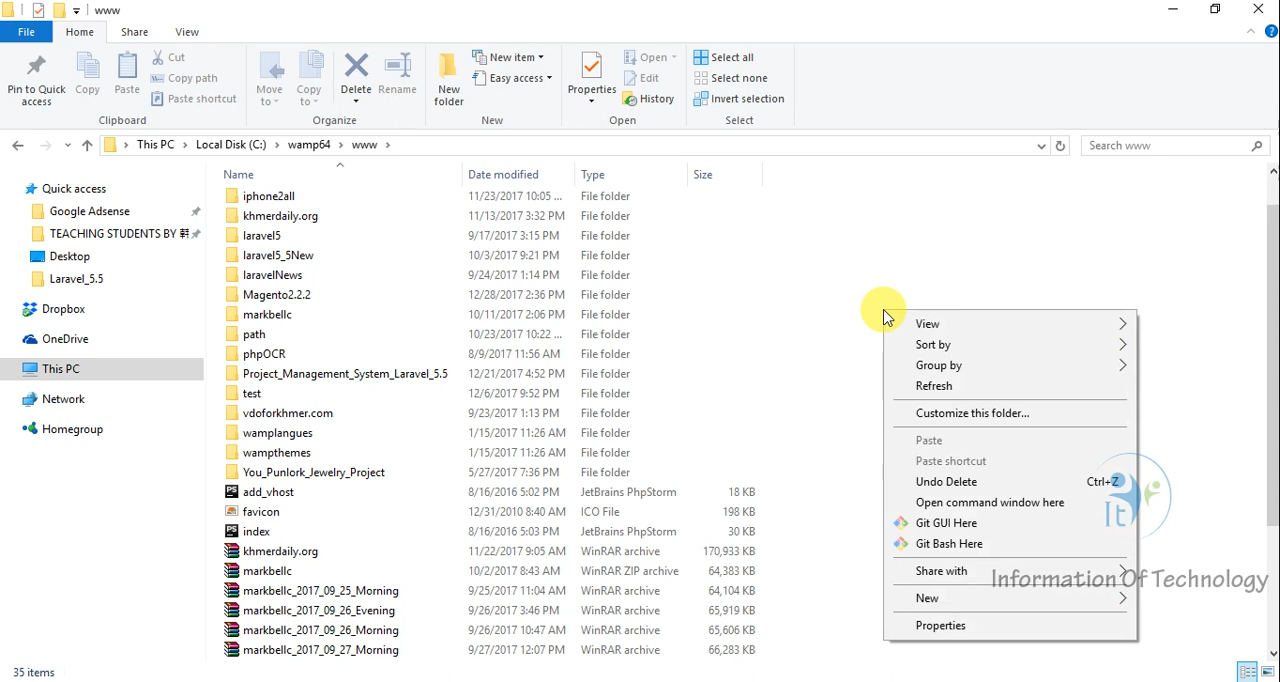 www
File Home Share View
Pin to Quick access
Copy
Paste
Cut
Copy path
Paste shortcut
Clipboard
Move to
Copy to
Delete
Rename
Organize
New folder
New item
Easy access
New
Properties
Open
Edit
History
Open
Select all
Select none
Invert selection
Select
This PC > Local Disk (C:) > wamp64 > www >
Search www
Name Date modified Type Size
Quick access
Google Adsense
TEACHING STUDENTS BY 韩
Desktop
Laravel_5.5
Dropbox
OneDrive
This PC
Network
Homegroup
iphone2all 11/23/2017 10:05 ... File folder
khmerdaily.org 11/13/2017 3:32 PM File folder
laravel5 9/17/2017 3:15 PM File folder
laravel5_5New 10/3/2017 9:21 PM File folder
laravelNews 9/24/2017 1:14 PM File folder
Magento2.2.2 12/28/2017 2:36 PM File folder
markbellc 10/11/2017 2:06 PM File folder
path 10/23/2017 10:22 ... File folder
phpOCR 8/9/2017 11:56 AM File folder
Project_Management_System_Laravel_5.5 12/21/2017 4:52 PM File folder
test 12/6/2017 9:52 PM File folder
vdoforkhmer.com 9/23/2017 1:13 PM File folder
wamplangues 1/15/2017 11:26 AM File folder
wampthemes 1/15/2017 11:26 AM File folder
You_Punlork_Jewelry_Project 5/27/2017 7:36 PM File folder
add_vhost 8/16/2016 5:02 PM JetBrains PhpStorm 18 KB
favicon 12/31/2010 8:40 AM ICO File 198 KB
index 8/16/2016 5:03 PM JetBrains PhpStorm 30 KB
khmerdaily.org 11/22/2017 9:05 AM WinRAR archive 170,933 KB
markbellc 10/2/2017 8:43 AM WinRAR ZIP archive 64,383 KB
markbellc_2017_09_25_Morning 9/25/2017 11:04 AM WinRAR archive 64,104 KB
markbellc_2017_09_26_Evening 9/26/2017 3:46 PM WinRAR archive 65,919 KB
markbellc_2017_09_26_Morning 9/26/2017 10:47 AM WinRAR archive 65,606 KB
markbellc_2017_09_27_Morning 9/27/2017 12:07 PM WinRAR archive 66,283 KB
View
Sort by
Group by
Refresh
Customize this folder...
Paste
Paste shortcut
Undo Delete Ctrl+Z
Open command window here
Git GUI Here
Git Bash Here
Share with
New
Properties
It
Information Of Technology
35 items